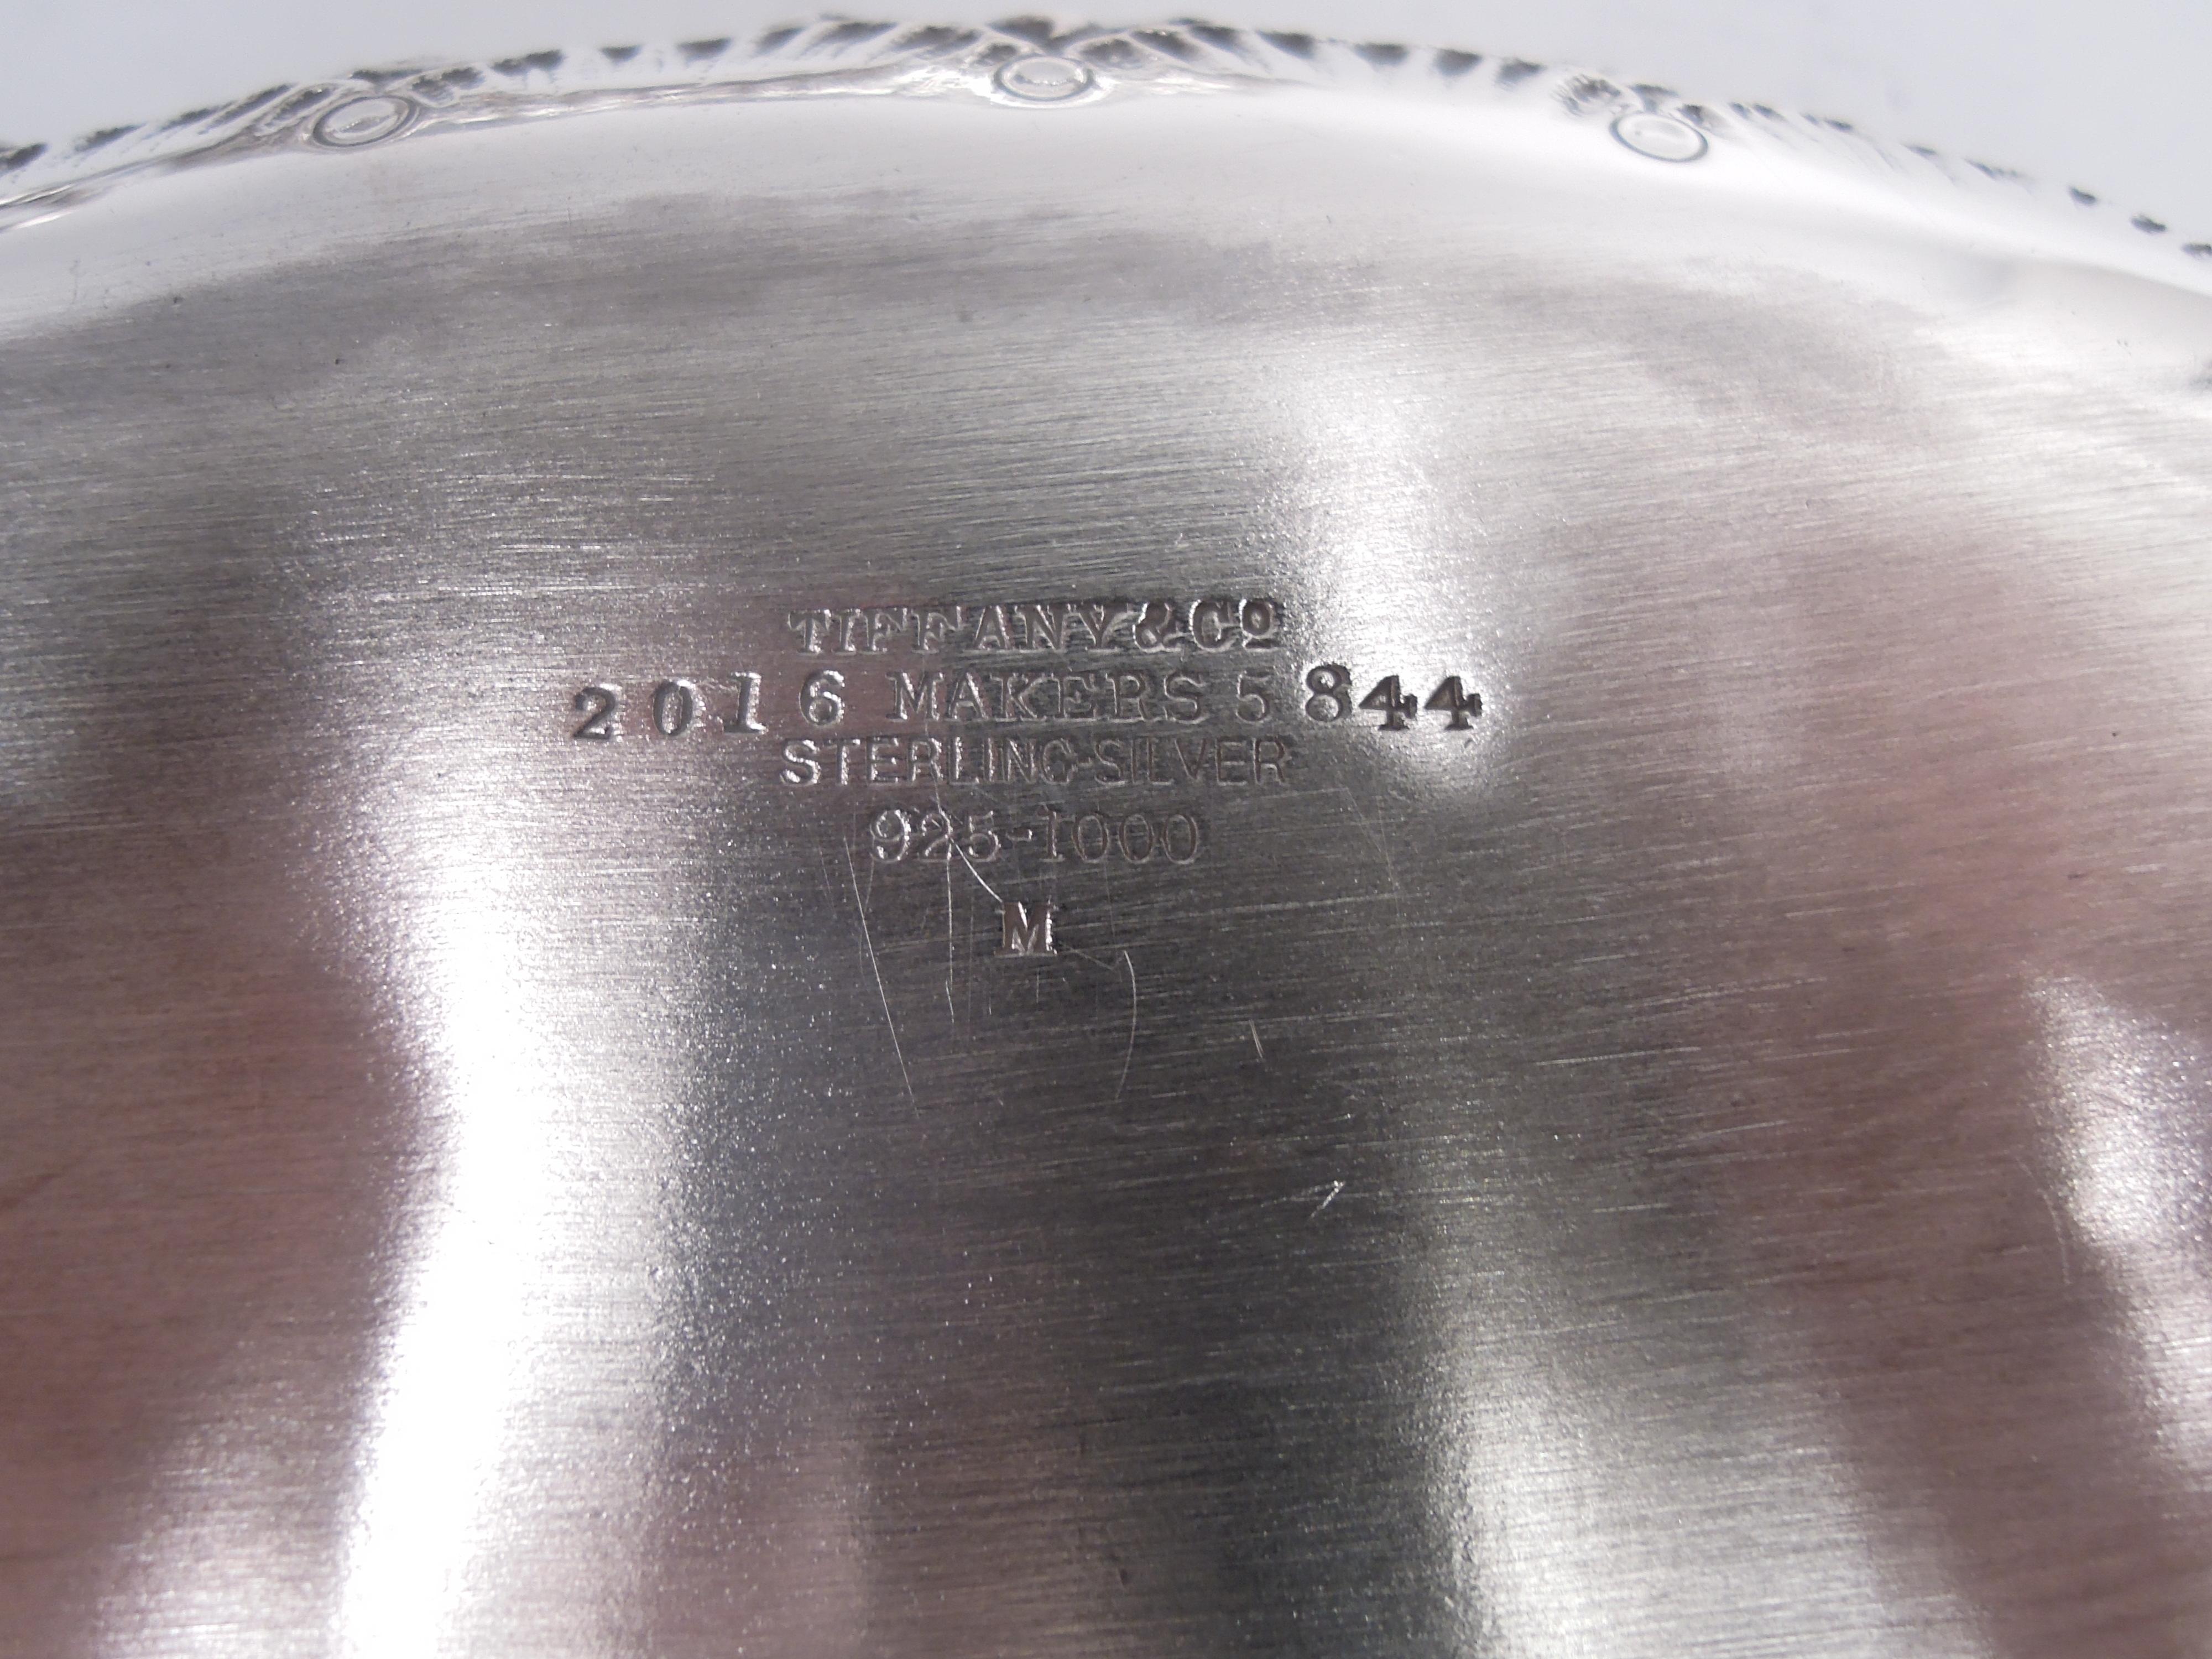 TIFFANY & Cº
2016 MAKERS 5844
STERLING-SILVER
925-1000
M